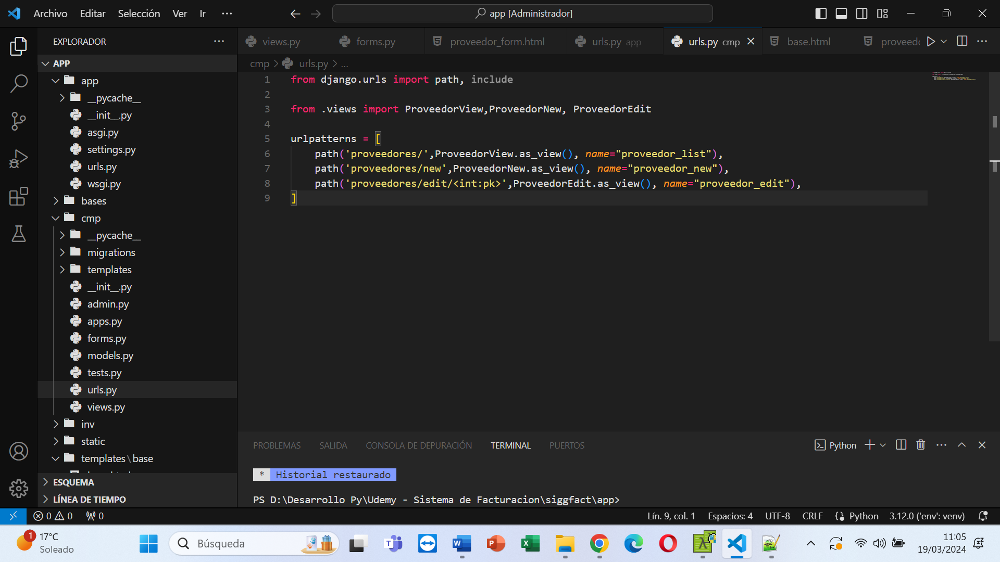 Archivo Editar Selección Ver Ir ··· app [Administrador]
EXPLORADOR ···
views.py forms.py proveedor_form.html urls.py app urls.py cmp base.html proveedo
APP
cmp > urls.py > ...
app
__pycache__
__init__.py
asgi.py
settings.py
urls.py
wsgi.py
bases
cmp
__pycache__
migrations
templates
__init__.py
admin.py
apps.py
forms.py
models.py
tests.py
urls.py
views.py
inv
static
templates\base
ESQUEMA
LÍNEA DE TIEMPO
1 from django.urls import path, include
2
3 from .views import ProveedorView,ProveedorNew, ProveedorEdit
4
5 urlpatterns = [
6 path('proveedores/',ProveedorView.as_view(), name="proveedor_list"),
7 path('proveedores/new',ProveedorNew.as_view(), name="proveedor_new"),
8 path('proveedores/edit/<int:pk>',ProveedorEdit.as_view(), name="proveedor_edit"),
9 ]
PROBLEMAS SALIDA CONSOLA DE DEPURACIÓN TERMINAL PUERTOS Python
* Historial restaurado
PS D:\Desarrollo Py\Udemy - Sistema de Facturacion\siggfact\app>
0 0 0 Lín. 9, col. 1 Espacios: 4 UTF-8 CRLF Python 3.12.0 ('env': venv)
1 17°C
Soleado
Búsqueda
11:05
19/03/2024